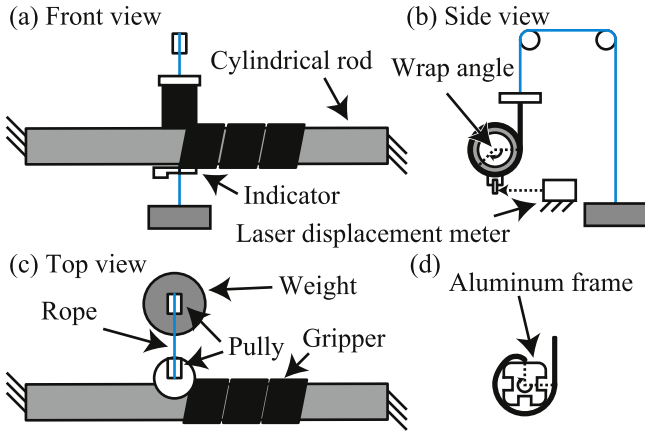 (a) Front view
Cylindrical rod
Indicator
(b) Side view
Wrap angle
Laser displacement meter
(c) Top view
Rope
Weight
Pully
Gripper
(d)
Aluminum frame